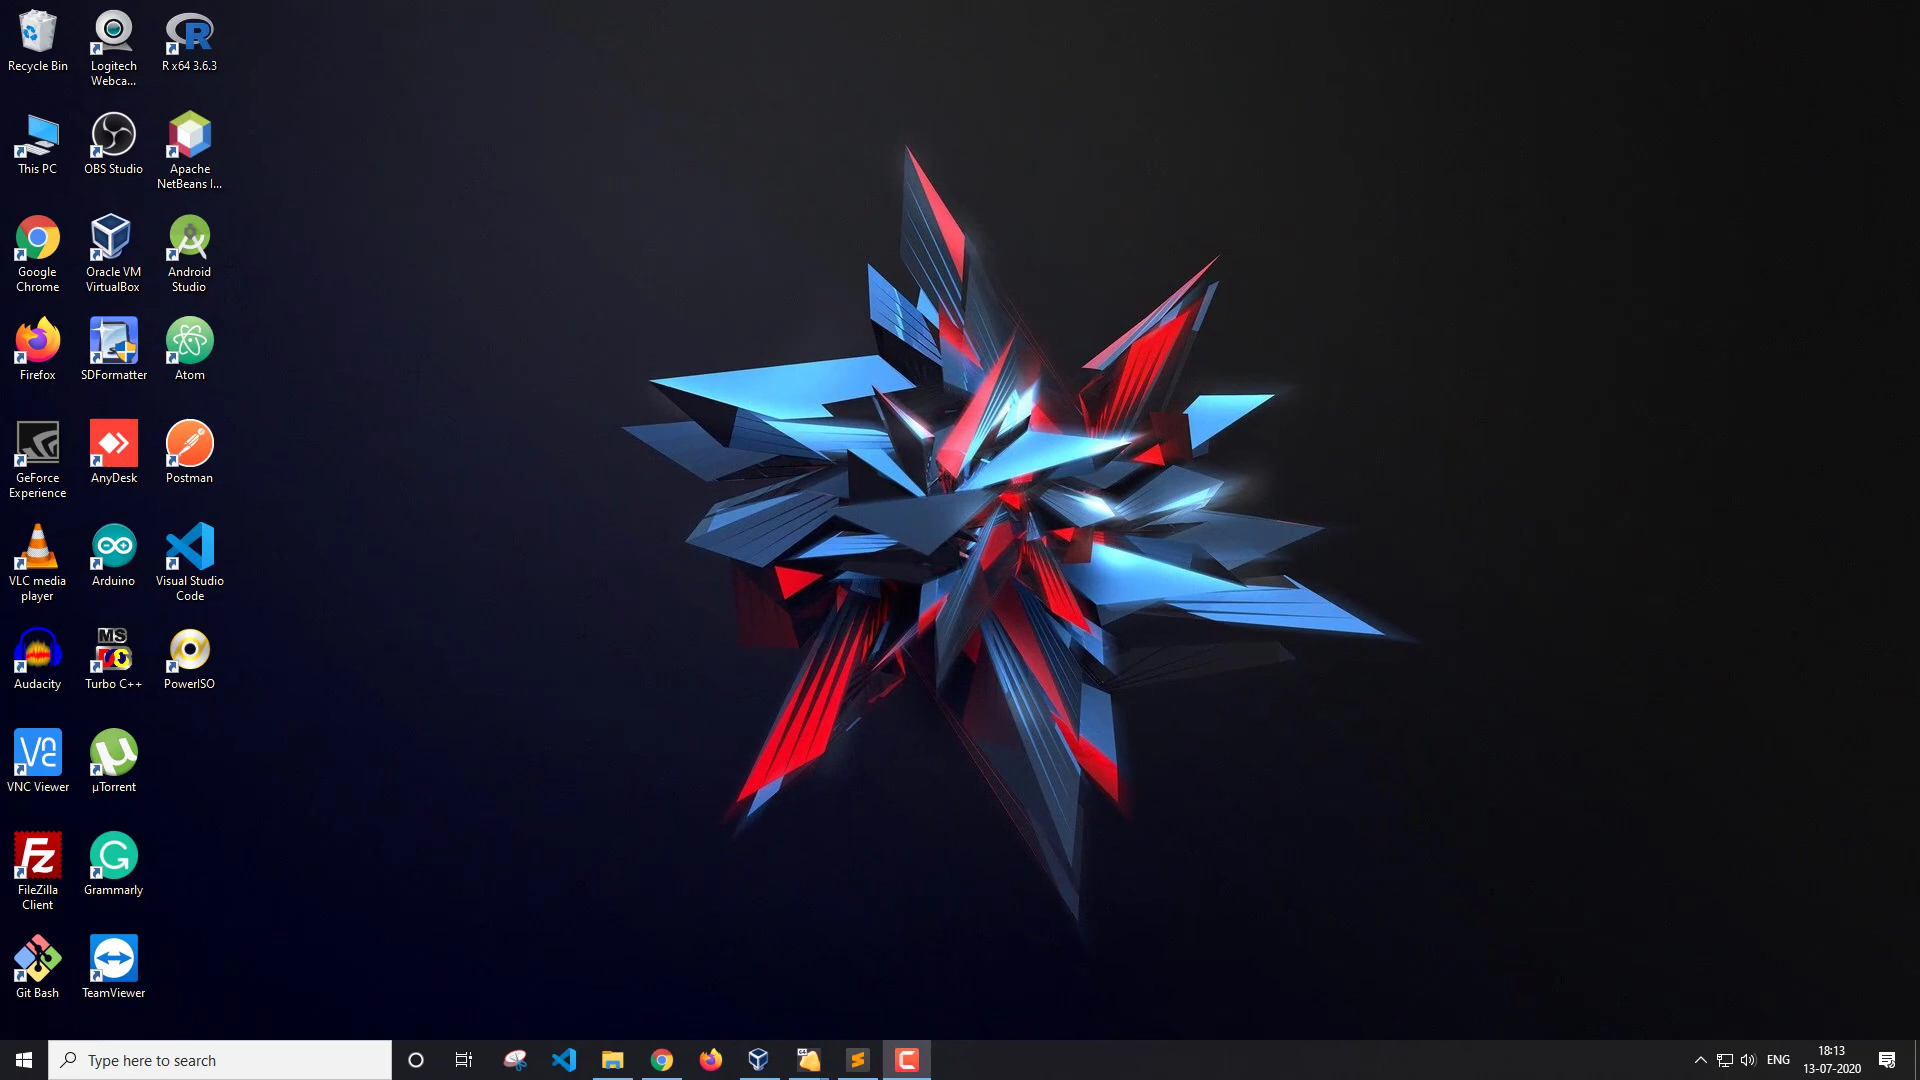 Recycle Bin
Logitech
Webca...
R x64 3.6.3
This PC
OBS Studio
Apache
NetBeans I...
Google
Chrome
Oracle VM
VirtualBox
Android
Studio
Firefox
SDFormatter
Atom
GeForce
Experience
AnyDesk
Postman
VLC media
player
Arduino
Visual Studio
Code
Audacity
MS
Turbo C++
PowerISO
VNC Viewer
µTorrent
FileZilla
Client
Grammarly
Git Bash
TeamViewer
Type here to search
ENG
18:13
13-07-2020